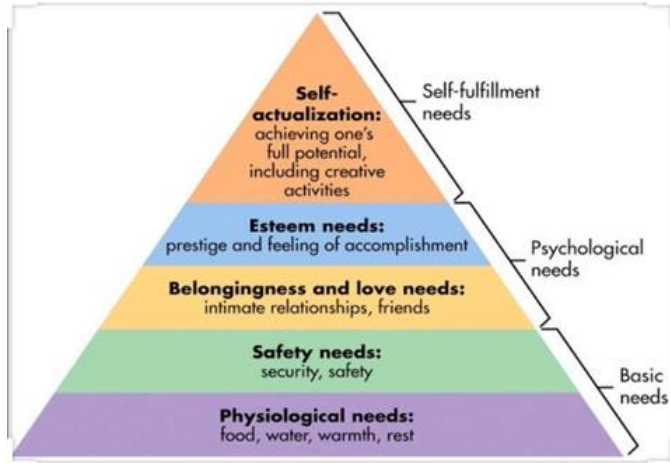 Self-
actualization:
achieving one's
full potential,
including creative
activities
Esteem needs:
prestige and feeling of accomplishment
Belongingness and love needs:
intimate relationships, friends
Safety needs:
security, safety
Physiological needs:
food, water, warmth, rest
Self-fulfillment
needs
Psychological
needs
Basic
needs